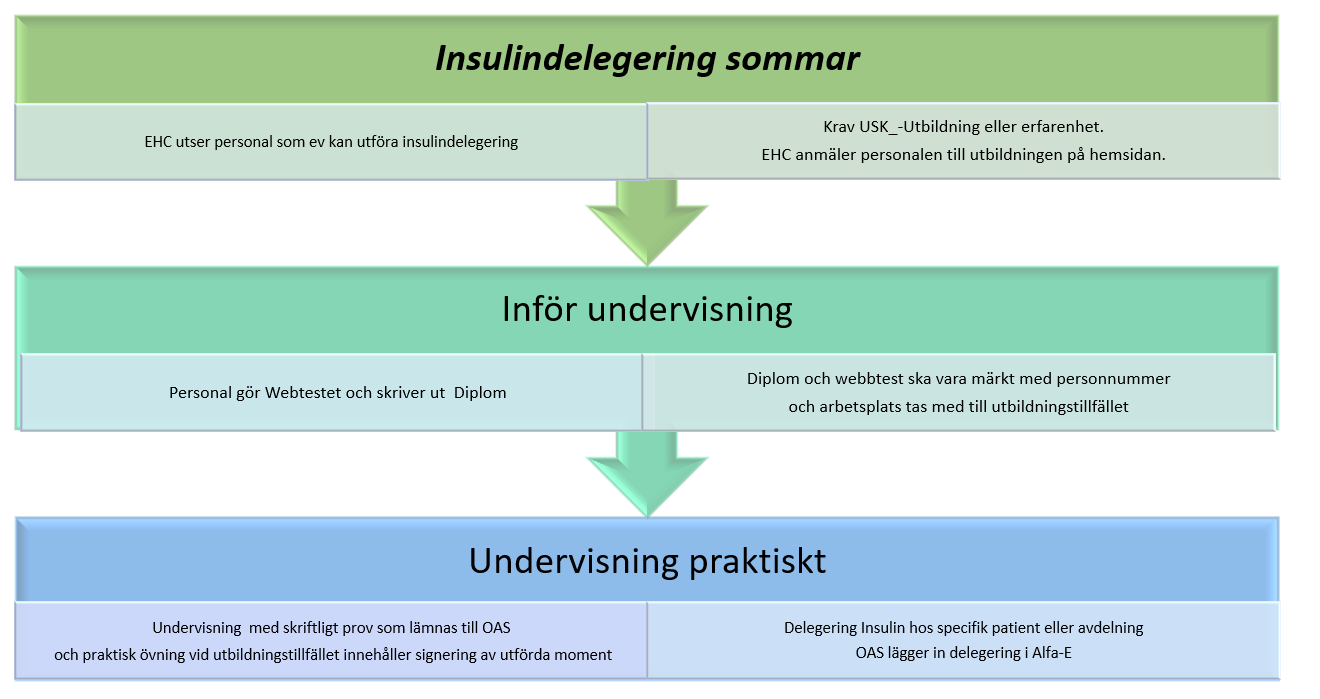 Insulindelegering sommar
EHC utser personal som ev kan utföra insulindelegering
Krav USK_-Utbildning eller erfarenhet.
EHC anmäler personalen till utbildningen på hemsidan.
Inför undervisning
Personal gör Webtestet och skriver ut  Diplom
Diplom och webbtest ska vara märkt med personnummer
och arbetsplats tas med till utbildningstillfället
Undervisning praktiskt
Undervisning  med skriftligt prov som lämnas till OAS
och praktisk övning vid utbildningstillfället innehåller signering av utförda moment
Delegering Insulin hos specifik patient eller avdelning
OAS lägger in delegering i Alfa-E